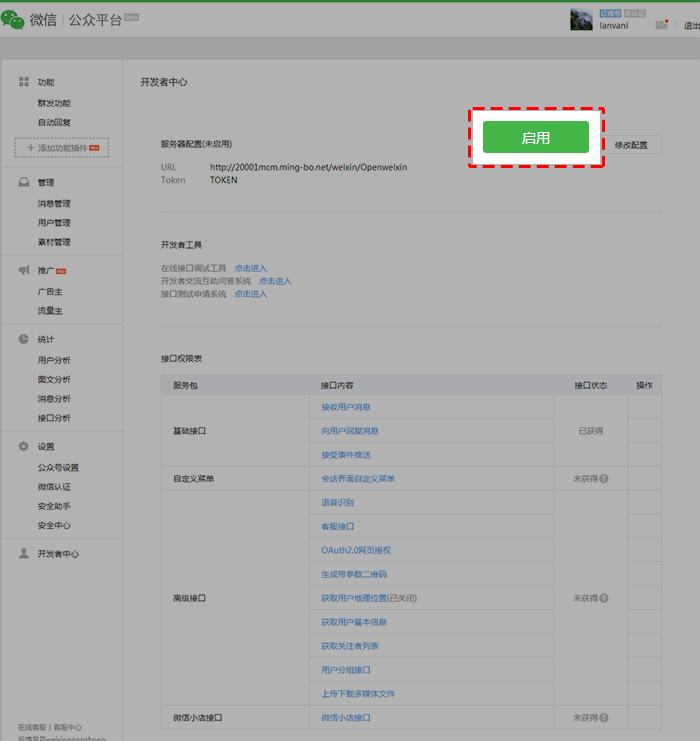 微信 | 公众平台 Beta
订阅号 未认证
lanvani
退出
功能
群发功能
自动回复
+ 添加功能插件
管理
消息管理
用户管理
素材管理
推广
广告主
流量主
统计
用户分析
图文分析
消息分析
接口分析
设置
公众号设置
微信认证
安全助手
安全中心
开发者中心
在线客服 | 客服中心
开发者中心
服务器配置(未启用)
启用
修改配置
URL http://20001mcm.ming-bo.net/weixin/Openweixin
Token TOKEN
开发者工具
在线接口调试工具 点击进入
开发者交流互助问答系统 点击进入
接口测试申请系统 点击进入
接口权限表
服务包 接口内容 接口状态 操作
接收用户消息
基础接口 向用户回复消息 已获得
接受事件推送
自定义菜单 会话界面自定义菜单 未获得
语音识别
客服接口
OAuth2.0网页授权
生成带参数二维码
高级接口 获取用户地理位置(已关闭) 未获得
获取用户基本信息
获取关注者列表
用户分组接口
上传下载多媒体文件
微信小店接口 微信小店接口 未获得